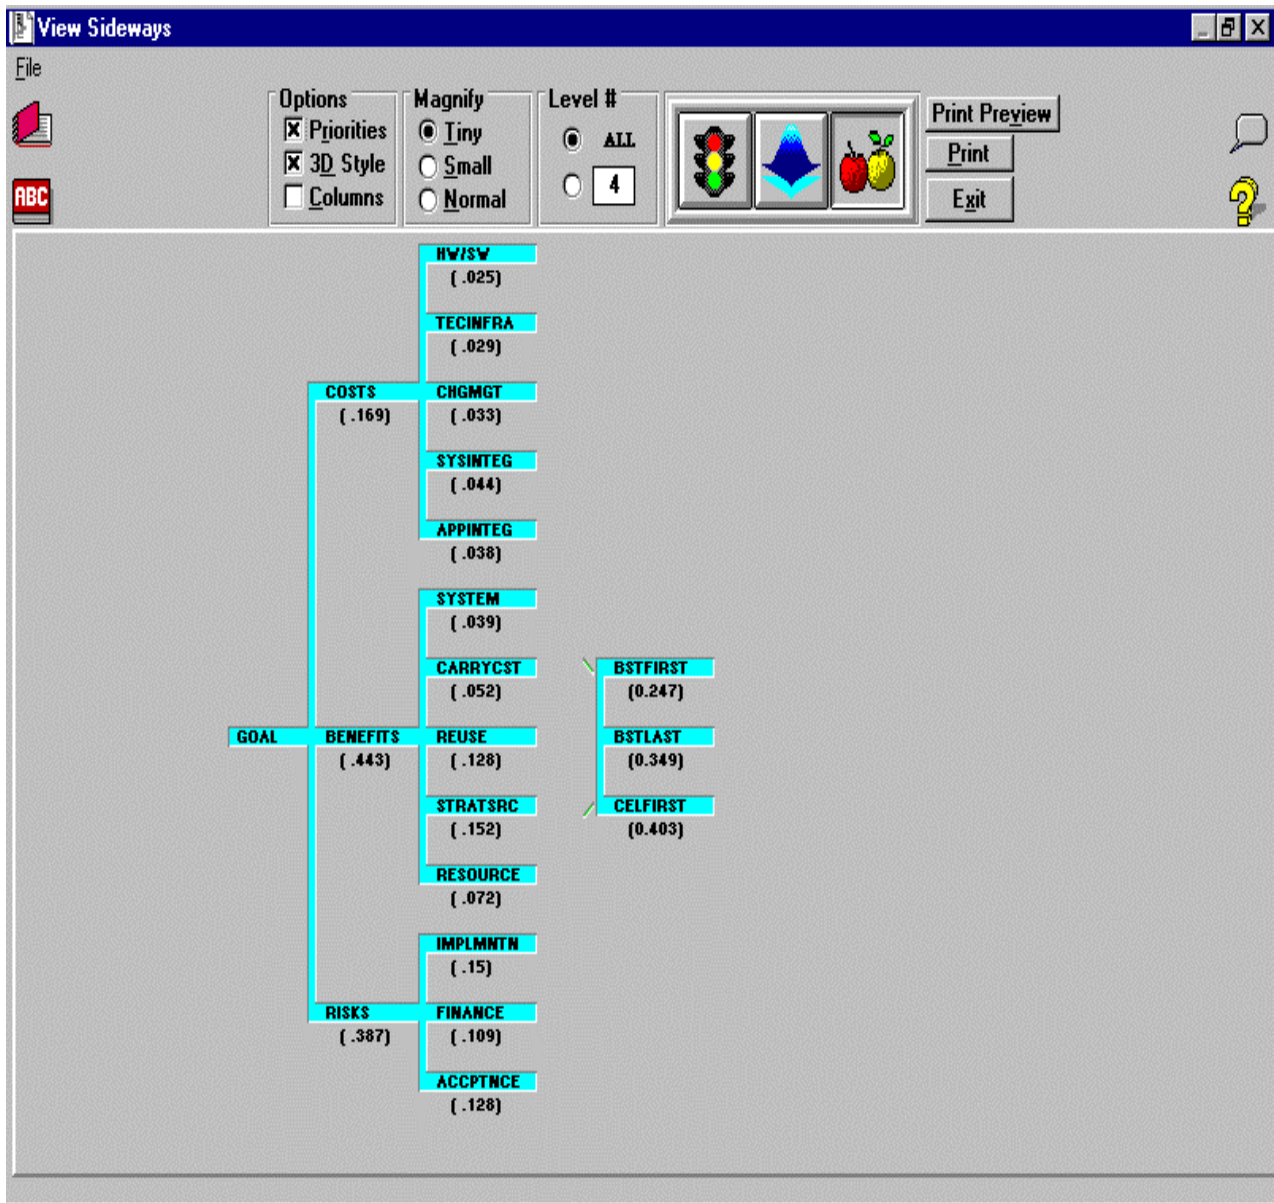 View Sideways
File
Options
Priorities
3D Style
Columns
Magnify
Tiny
Small
Normal
Level #
ALL
4
Print Preview
Print
Exit
ABC
?
HW/SW
( .025)
TECINFRA
( .029)
COSTS
( .169)
CHGMGT
( .033)
SYSINTEG
( .044)
APPINTEG
( .038)
SYSTEM
( .039)
CARRYCST
( .052)
BSTFIRST
(0.247)
GOAL
BENEFITS
( .443)
REUSE
( .128)
BSTLAST
(0.349)
STRATSRC
( .152)
CELFIRST
(0.403)
RESOURCE
( .072)
IMPLMNTN
( .15)
RISKS
( .387)
FINANCE
( .109)
ACCPTNCE
( .128)